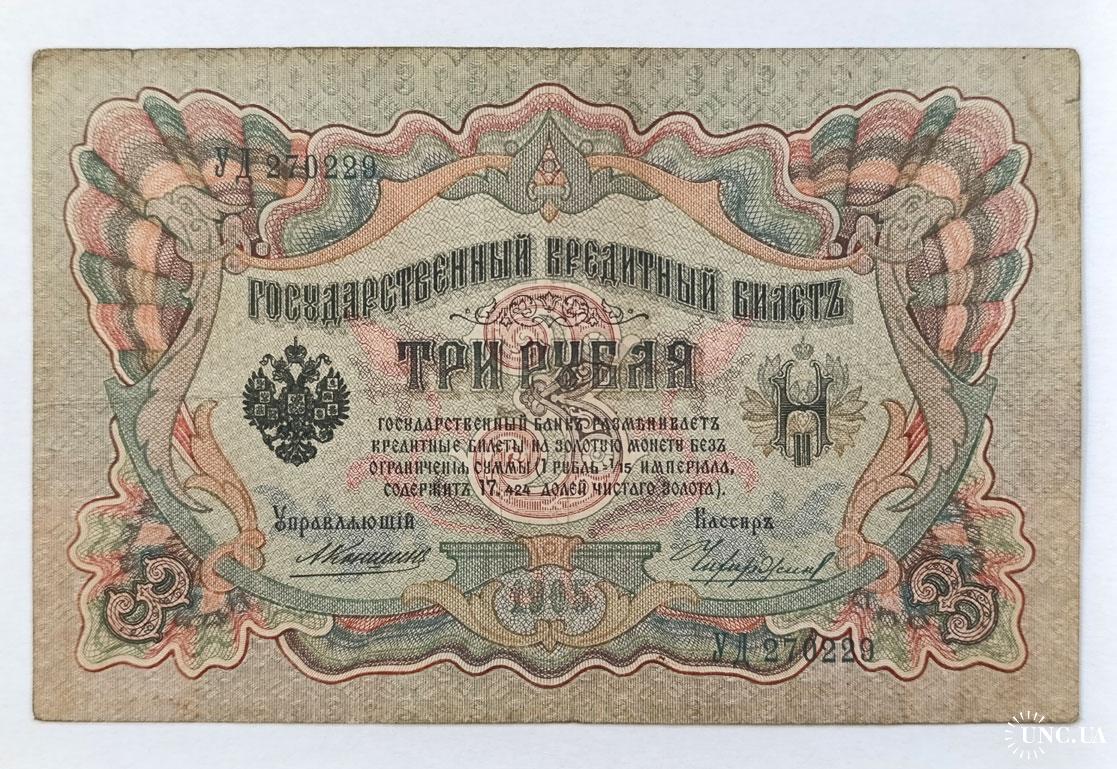 УД 270229
ГОСУДАРСТВЕННЫЙ КРЕДИТНЫЙ БИЛЕТЪ
3
ТРИ РУБЛЯ
Н
II
ГОСУДАРСТВЕННЫЙ БАНКЪ РАЗМѢНИВАЕТЪ
КРЕДИТНЫЕ БИЛЕТЫ НА ЗОЛОТУЮ МОНЕТУ БЕЗЪ
ОГРАНИЧЕНІЯ СУММЫ (1 РУБЛЬ = 1/15 ИМПЕРІАЛА,
СОДЕРЖИТЪ 17,424 ДОЛЕЙ ЧИСТАГО ЗОЛОТА).
Управляющій Кассиръ
3 1905 3
УД 270229
UNC.UA